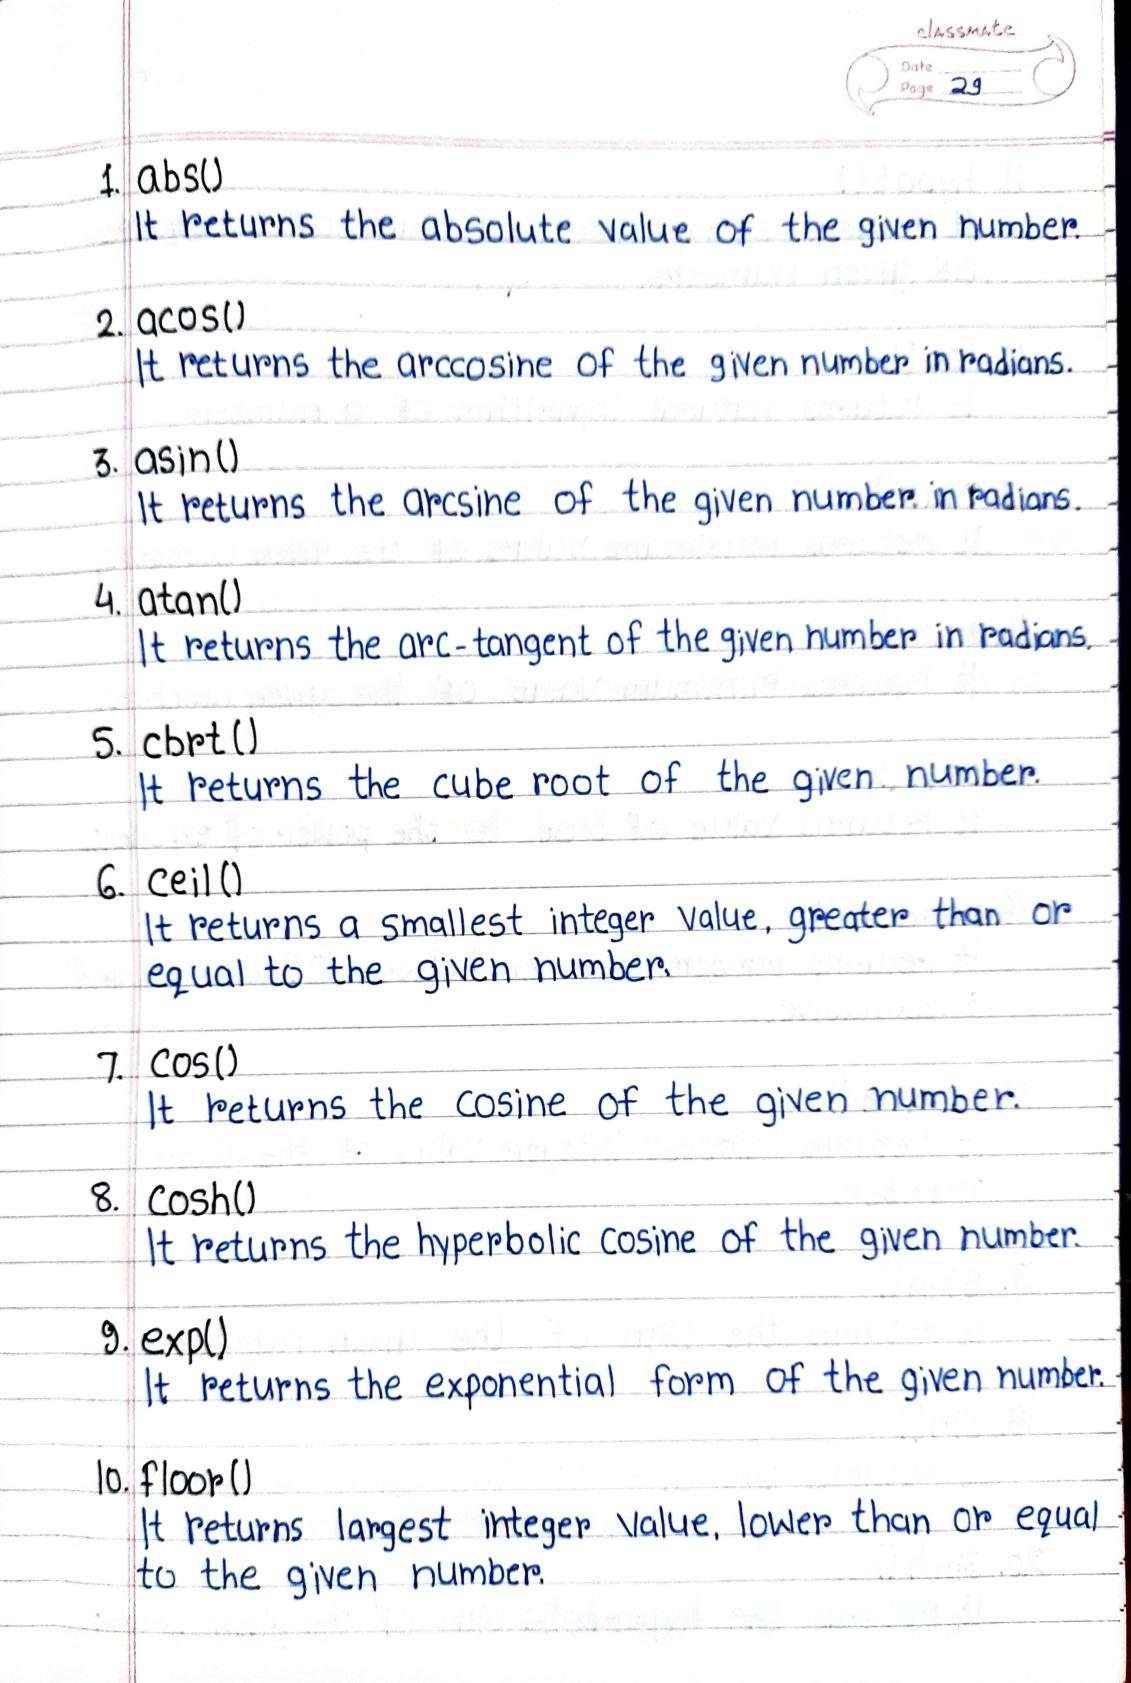 classmate
Date
Page 29
1. abs()
It returns the absolute value of the given number.
2. acos()
It returns the arccosine of the given number in radians.
3. asin()
It returns the arcsine of the given number in radians.
4. atan()
It returns the arc-tangent of the given number in radians.
5. cbrt()
It returns the cube root of the given number.
6. ceil()
It returns a smallest integer value, greater than or
equal to the given number.
7. cos()
It returns the cosine of the given number.
8. cosh()
It returns the hyperbolic cosine of the given number.
9. exp()
It returns the exponential form of the given number.
10. floor()
It returns largest integer value, lower than or equal
to the given number.